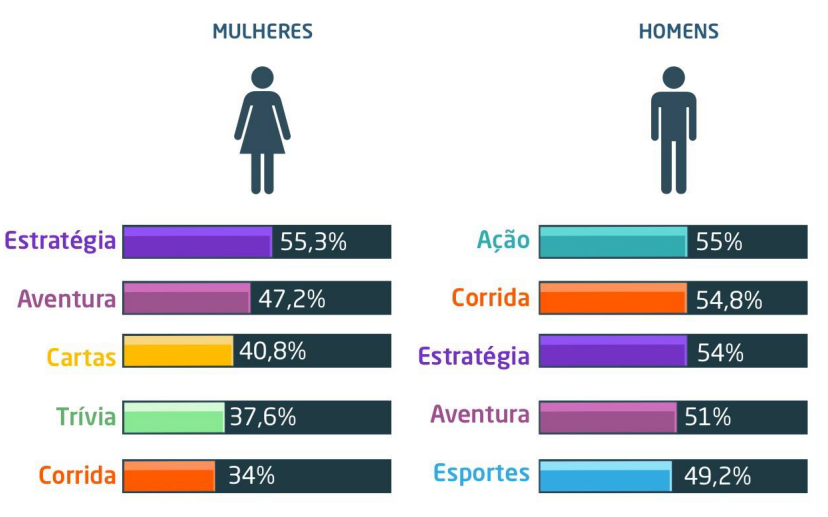 MULHERES
Estratégia 55,3%
Aventura 47,2%
Cartas 40,8%
Trívia 37,6%
Corrida 34%
HOMENS
Ação 55%
Corrida 54,8%
Estratégia 54%
Aventura 51%
Esportes 49,2%